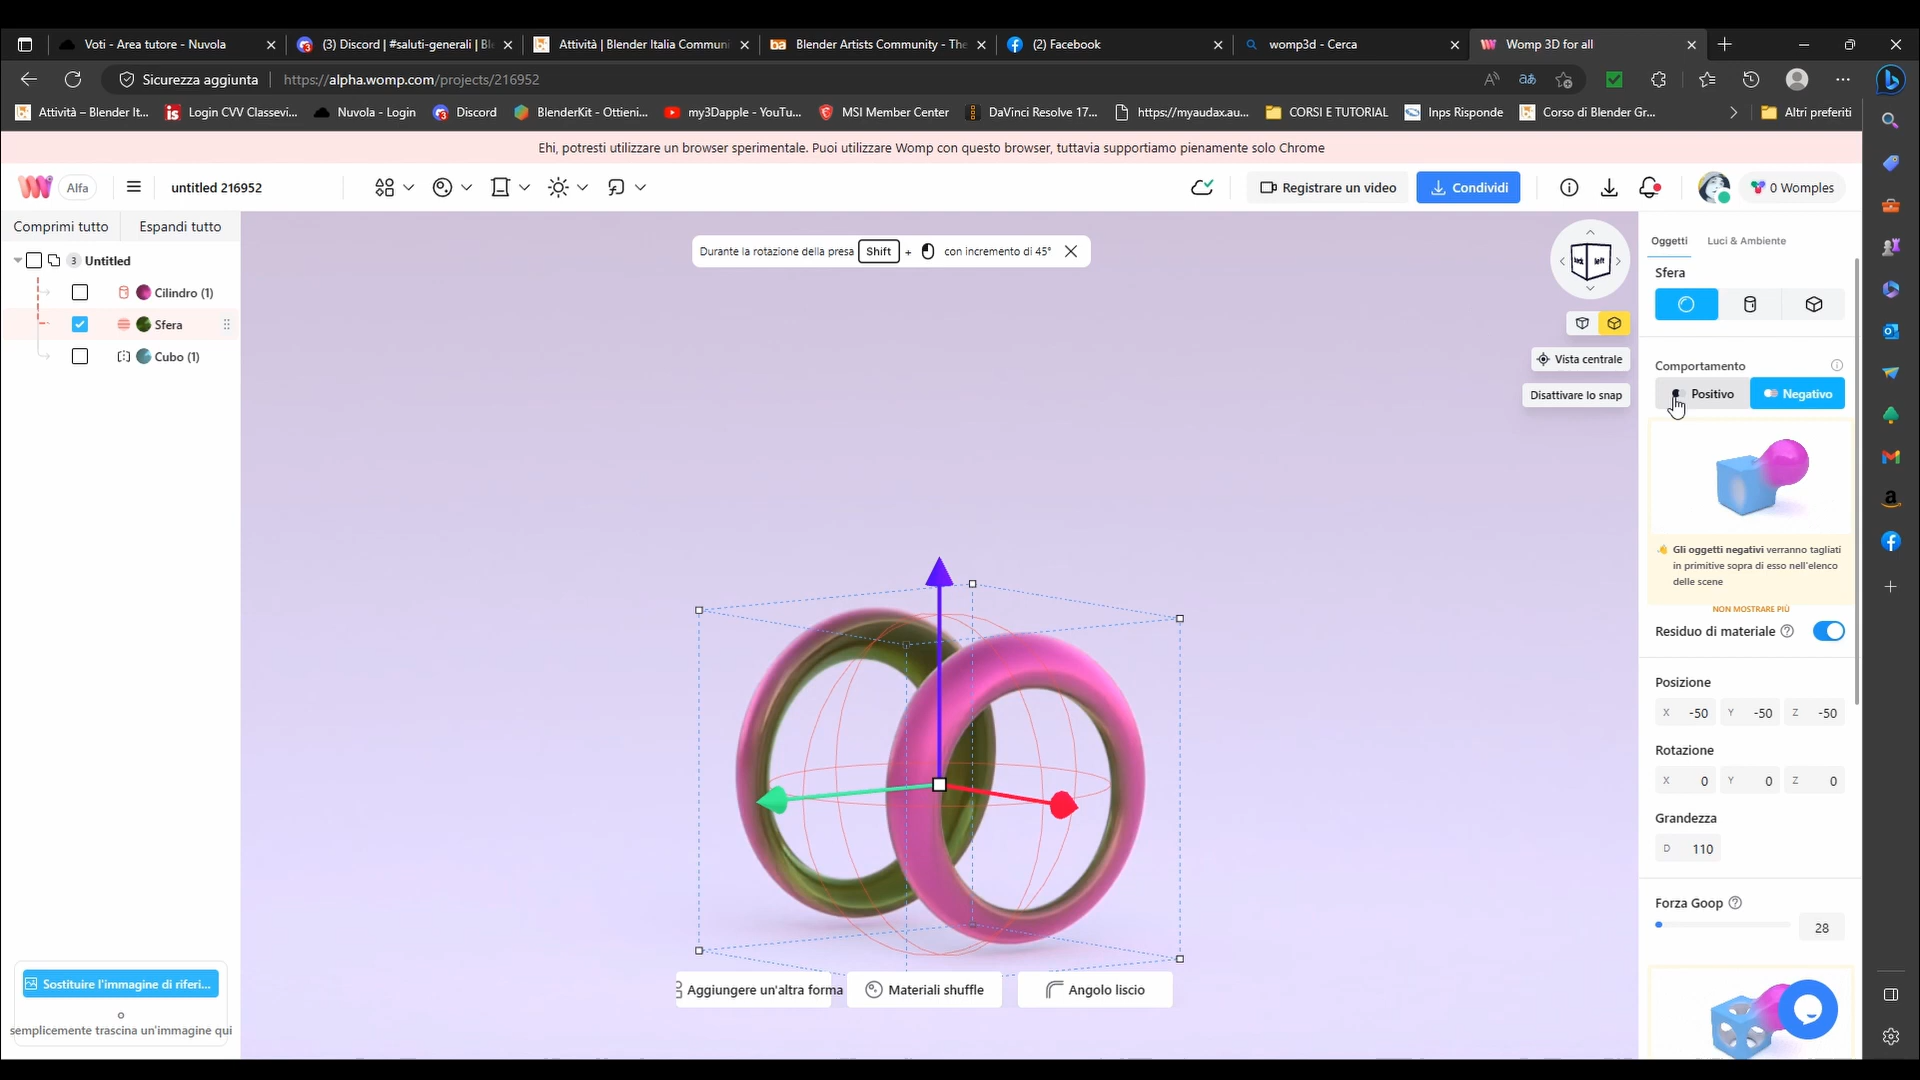 Voti - Area tutore - Nuvola
(3) Discord | #saluti-generali | Bl
Attività | Blender Italia Communi
Blender Artists Community - The
(2) Facebook
womp3d - Cerca
Womp 3D for all
Sicurezza aggiunta
https://alpha.womp.com/projects/216952
Attività – Blender It...
Login CVV Classevi...
Nuvola - Login
Discord
BlenderKit - Ottieni...
my3Dapple - YouTu...
MSI Member Center
DaVinci Resolve 17...
https://myaudax.au...
CORSI E TUTORIAL
Inps Risponde
Corso di Blender Gr...
Altri preferiti
Ehi, potresti utilizzare un browser sperimentale. Puoi utilizzare Womp con questo browser, tuttavia supportiamo pienamente solo Chrome
Alfa
untitled 216952
Registrare un video
Condividi
0 Womples
Comprimi tutto
Espandi tutto
3 Untitled
Cilindro (1)
Sfera
Cubo (1)
Durante la rotazione della presa Shift + con incremento di 45°
back left
Vista centrale
Disattivare lo snap
Oggetti
Luci & Ambiente
Sfera
Comportamento
Positivo
Negativo
Gli oggetti negativi verranno tagliati
in primitive sopra di esso nell'elenco
delle scene
NON MOSTRARE PIÙ
Residuo di materiale
Posizione
X -50 Y -50 Z -50
Rotazione
X 0 Y 0 Z 0
Grandezza
D 110
Forza Goop
28
Aggiungere un'altra forma
Materiali shuffle
Angolo liscio
Sostituire l'immagine di riferi...
o
semplicemente trascina un'immagine qui